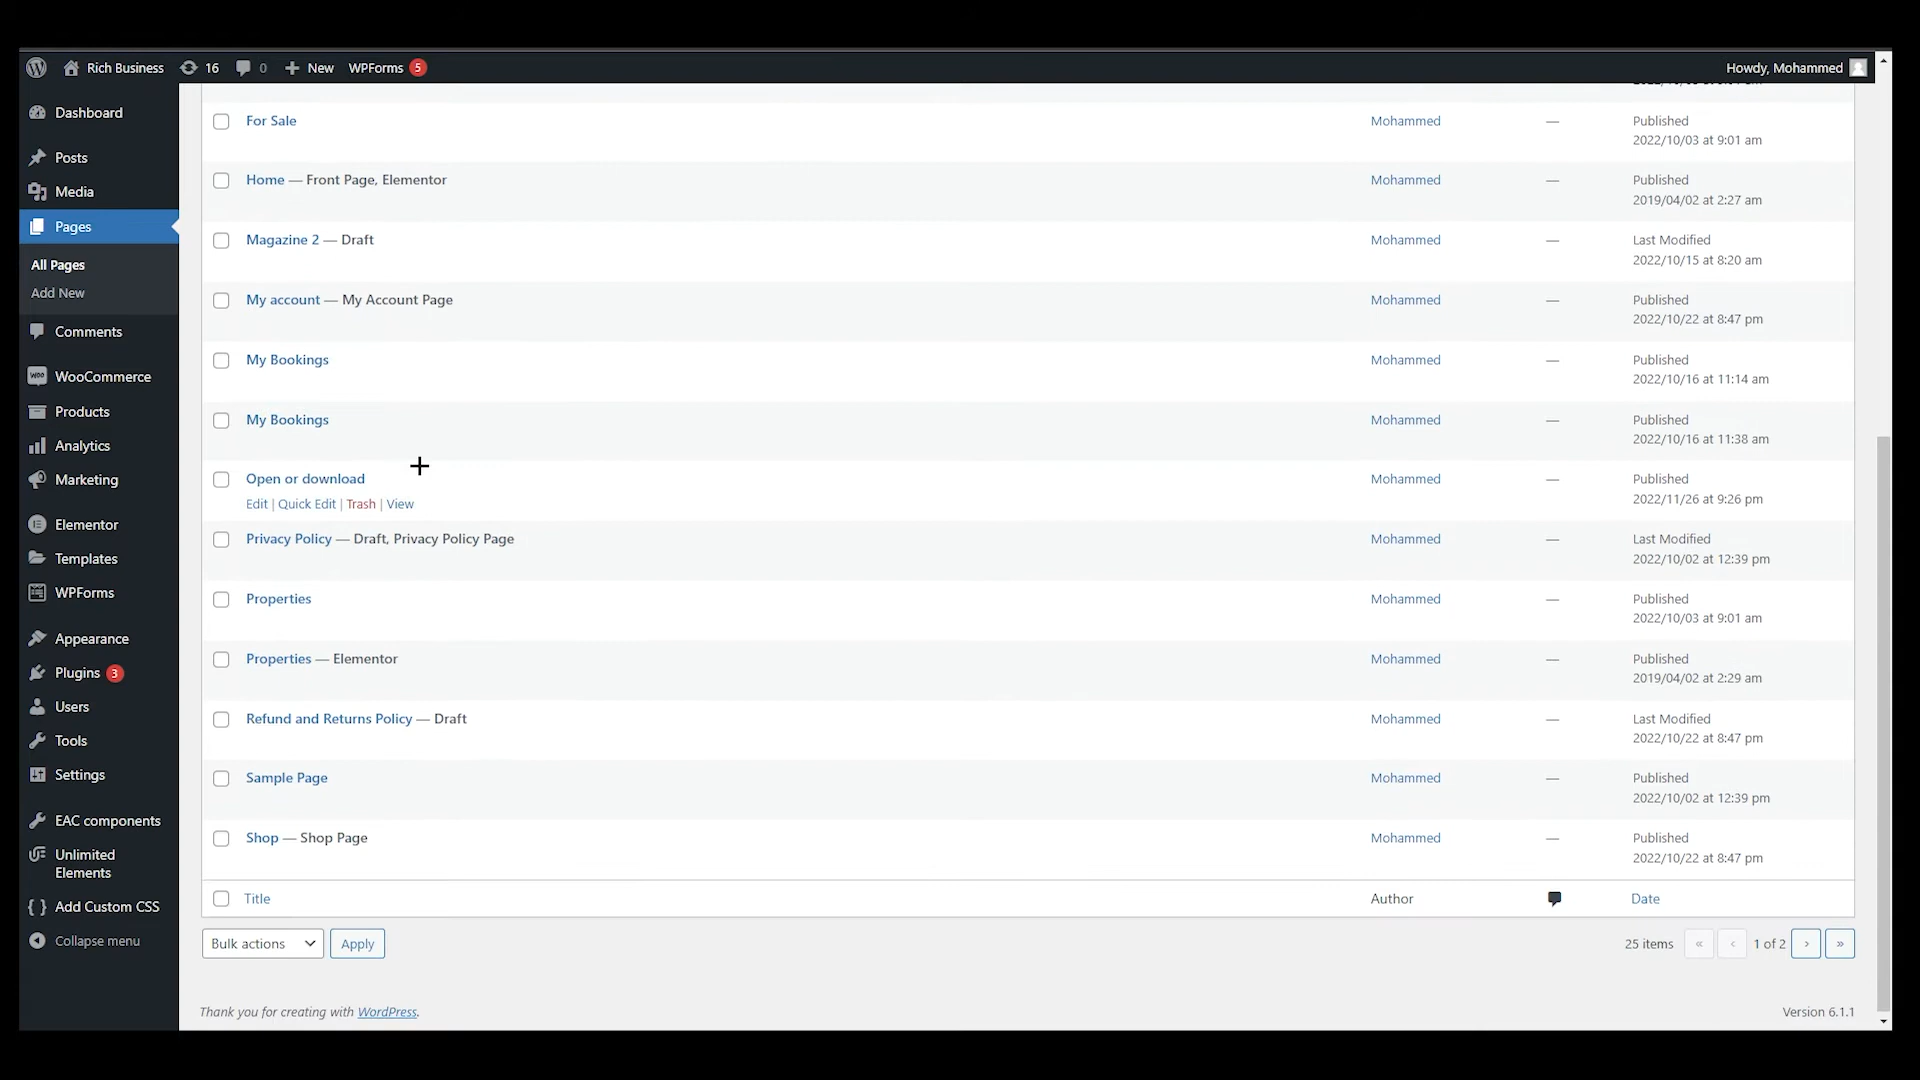 Rich Business 16 0 New WPForms 5 Howdy, Mohammed
Dashboard
Posts
Media
Pages
All Pages
Add New
Comments
WooCommerce
Products
Analytics
Marketing
Elementor
Templates
WPForms
Appearance
Plugins 3
Users
Tools
Settings
EAC components
Unlimited
Elements
Add Custom CSS
Collapse menu
For Sale Mohammed — Published
2022/10/03 at 9:01 am
Home — Front Page, Elementor Mohammed — Published
2019/04/02 at 2:27 am
Magazine 2 — Draft Mohammed — Last Modified
2022/10/15 at 8:20 am
My account — My Account Page Mohammed — Published
2022/10/22 at 8:47 pm
My Bookings Mohammed — Published
2022/10/16 at 11:14 am
My Bookings Mohammed — Published
2022/10/16 at 11:38 am
Open or download Mohammed — Published
Edit | Quick Edit | Trash | View 2022/11/26 at 9:26 pm
Privacy Policy — Draft, Privacy Policy Page Mohammed — Last Modified
2022/10/02 at 12:39 pm
Properties Mohammed — Published
2022/10/03 at 9:01 am
Properties — Elementor Mohammed — Published
2019/04/02 at 2:29 am
Refund and Returns Policy — Draft Mohammed — Last Modified
2022/10/22 at 8:47 pm
Sample Page Mohammed — Published
2022/10/02 at 12:39 pm
Shop — Shop Page Mohammed — Published
2022/10/22 at 8:47 pm
Title Author Date
Bulk actions Apply 25 items « ‹ 1 of 2 › »
Thank you for creating with WordPress. Version 6.1.1